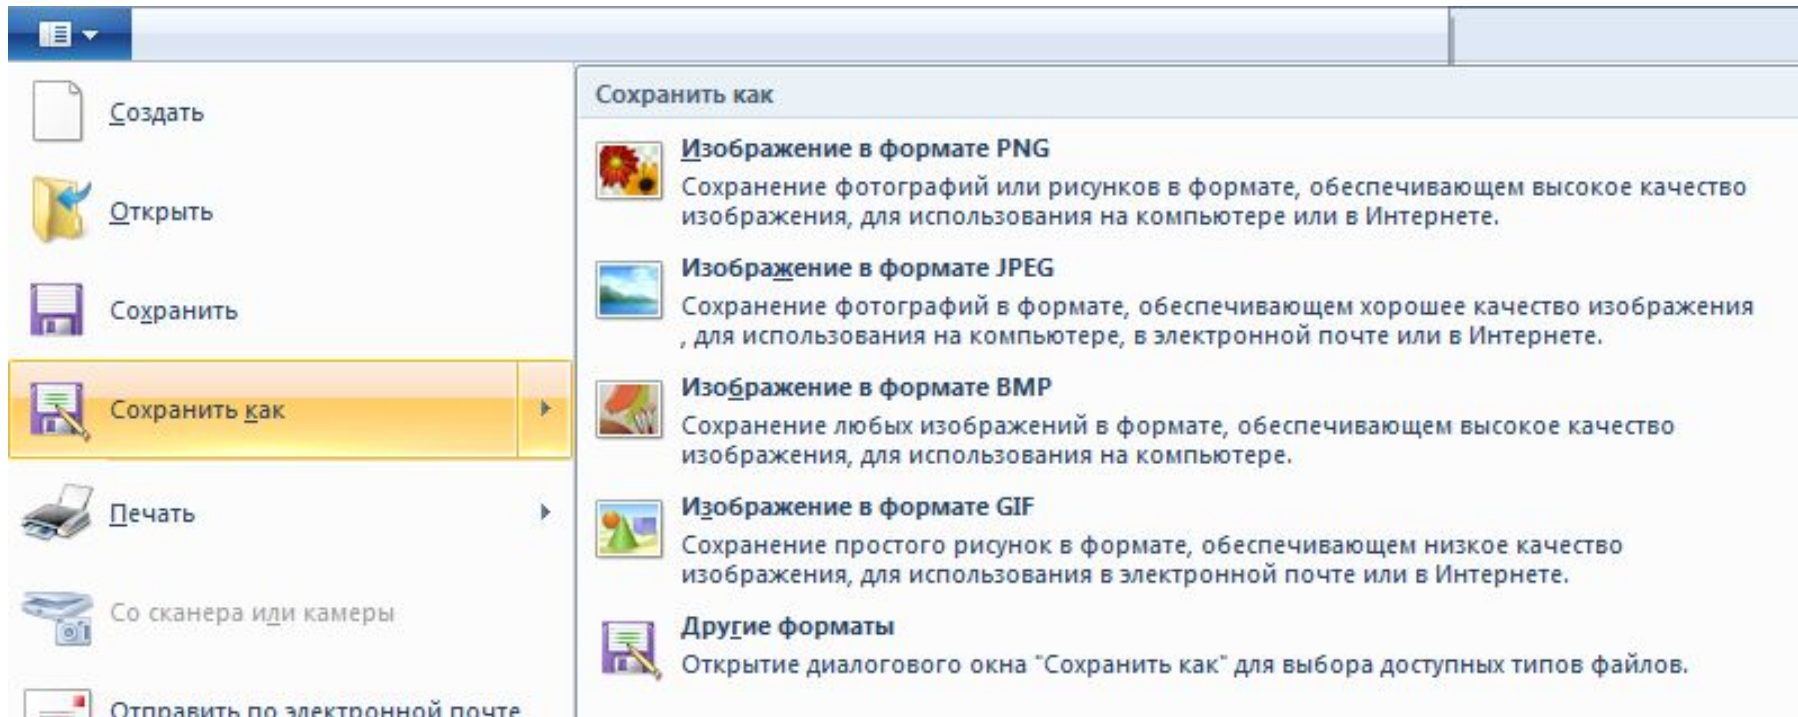 Создать
Открыть
Сохранить
Сохранить как
Печать
Со сканера или камеры
Отправить по электронной почте
Сохранить как
Изображение в формате PNG
Сохранение фотографий или рисунков в формате, обеспечивающем высокое качество
изображения, для использования на компьютере или в Интернете.
Изображение в формате JPEG
Сохранение фотографий в формате, обеспечивающем хорошее качество изображения
, для использования на компьютере, в электронной почте или в Интернете.
Изображение в формате BMP
Сохранение любых изображений в формате, обеспечивающем высокое качество
изображения, для использования на компьютере.
Изображение в формате GIF
Сохранение простого рисунок в формате, обеспечивающем низкое качество
изображения, для использования в электронной почте или в Интернете.
Другие форматы
Открытие диалогового окна "Сохранить как" для выбора доступных типов файлов.